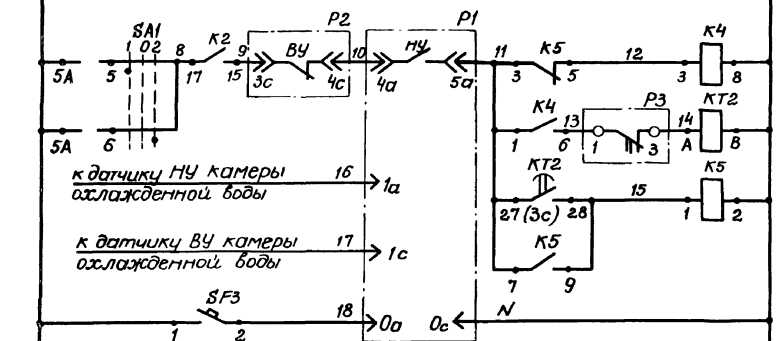 SA1 P2 P1 K4
1 0 2 8 K2 9 ВУ 10 НУ 11 K5 12
5A 5 17 15 3c 4c 4a 5a 3 5 3 8
K4 13 P3 14 KT2
5A 6 1 6 1 3 A B
к датчику НУ камеры 16 1a
охлажденной воды
KT2 15 K5
27 (3c) 28 1 2
к датчику ВУ камеры 17 1c
охлажденной воды
K5
7 9
SF3 18 N
1 2 0a 0c